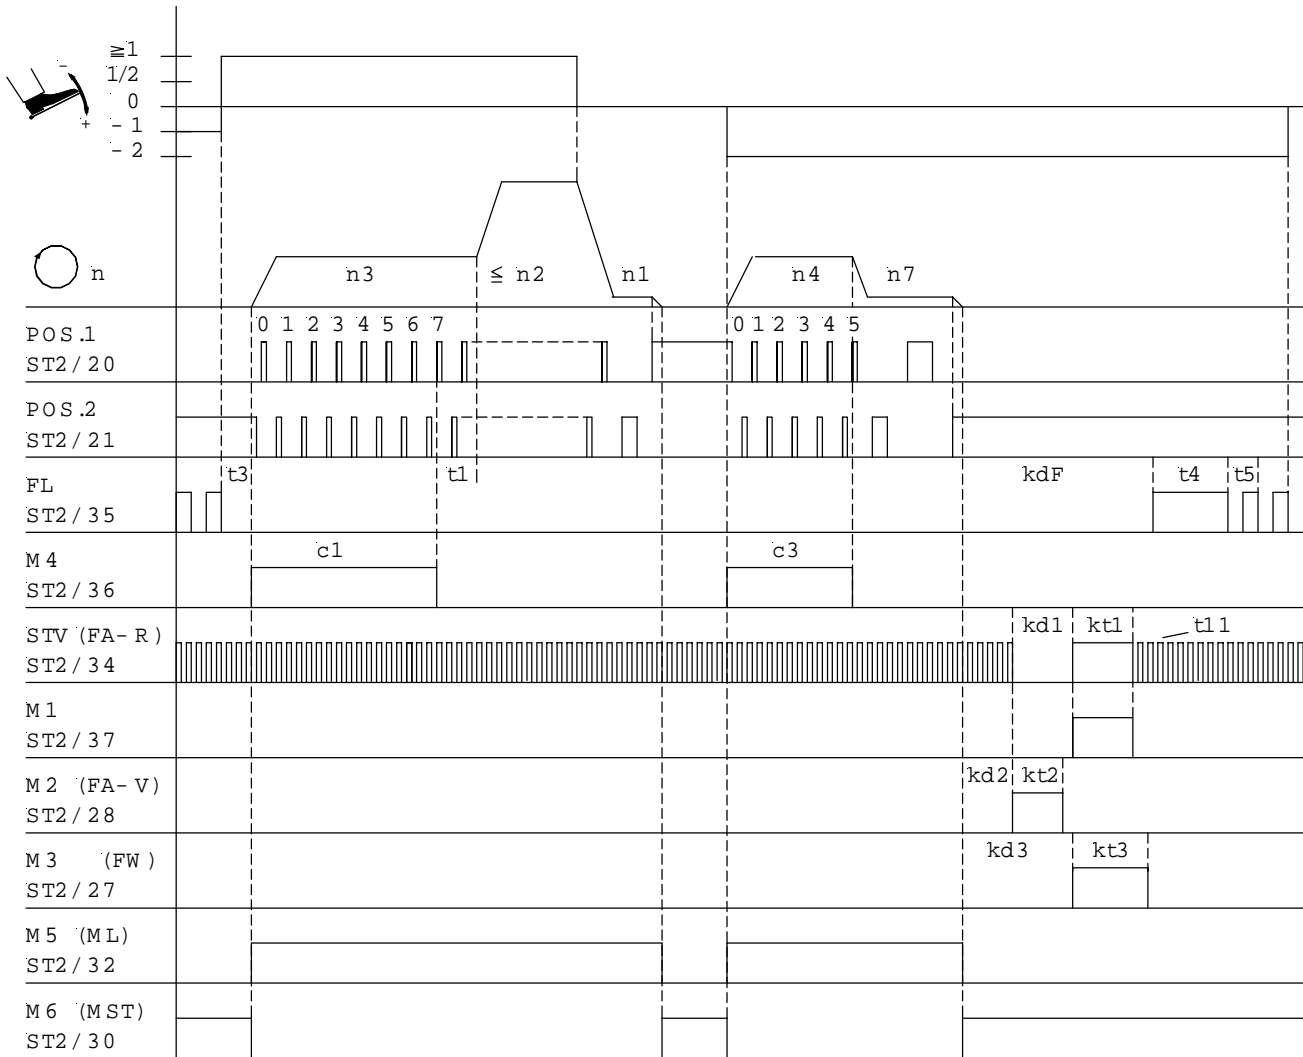 ≧1
1/2
0
-1
-2
-
+
n
n3
≤ n2
n1
n4
n7
POS.1
ST2/20
0 1 2 3 4 5 6 7
0 1 2 3 4 5
POS.2
ST2/21
FL
ST2/35
t3
t1
kdF
t4
t5
M4
ST2/36
c1
c3
STV (FA-R)
ST2/34
kd1
kt1
t11
M1
ST2/37
M2 (FA-V)
ST2/28
kd2
kt2
M3 (FW)
ST2/27
kd3
kt3
M5 (ML)
ST2/32
M6 (MST)
ST2/30